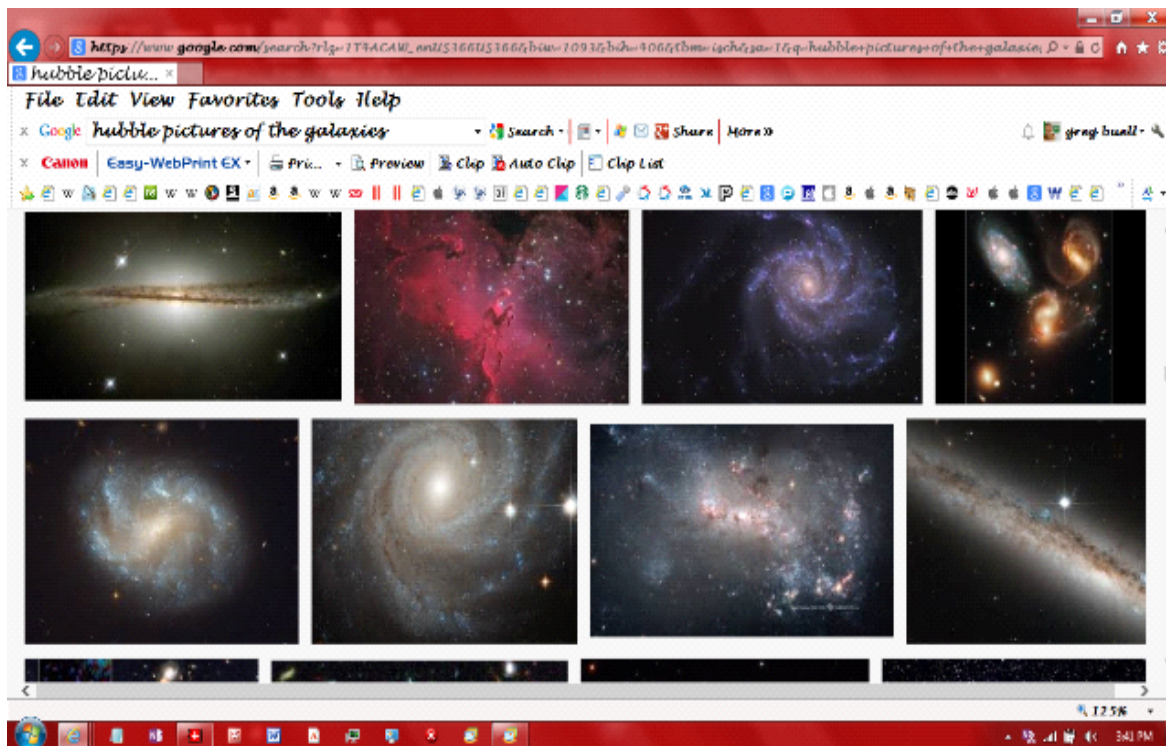 https://www.google.com/search?rlz=1T4ACAW_enUS366US366&biw=1093&bih=406&tbm=isch&sa=1&q=hubble+pictures+of+the+galaxie
hubble pictu...
File Edit View Favorites Tools Help
x Google hubble pictures of the galaxies Search Share More » greg buell
x Canon Easy-WebPrint EX Pri... Preview Clip Auto Clip Clip List
125%
3:41 PM